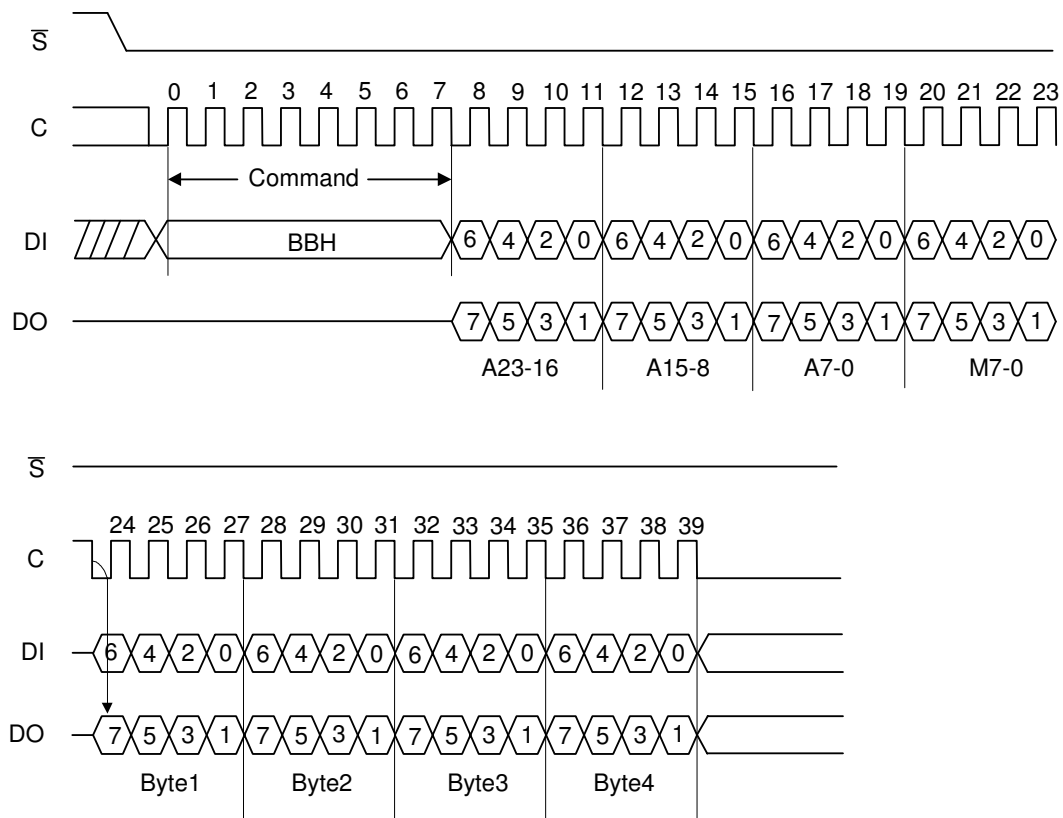 S̅
C
0 1 2 3 4 5 6 7 8 9 10 11 12 13 14 15 16 17 18 19 20 21 22 23
Command
DI
BBH
6 4 2 0 6 4 2 0 6 4 2 0 6 4 2 0
DO
7 5 3 1 7 5 3 1 7 5 3 1 7 5 3 1
A23-16 A15-8 A7-0 M7-0
S̅
C
24 25 26 27 28 29 30 31 32 33 34 35 36 37 38 39
DI
6 4 2 0 6 4 2 0 6 4 2 0 6 4 2 0
DO
7 5 3 1 7 5 3 1 7 5 3 1 7 5 3 1
Byte1 Byte2 Byte3 Byte4